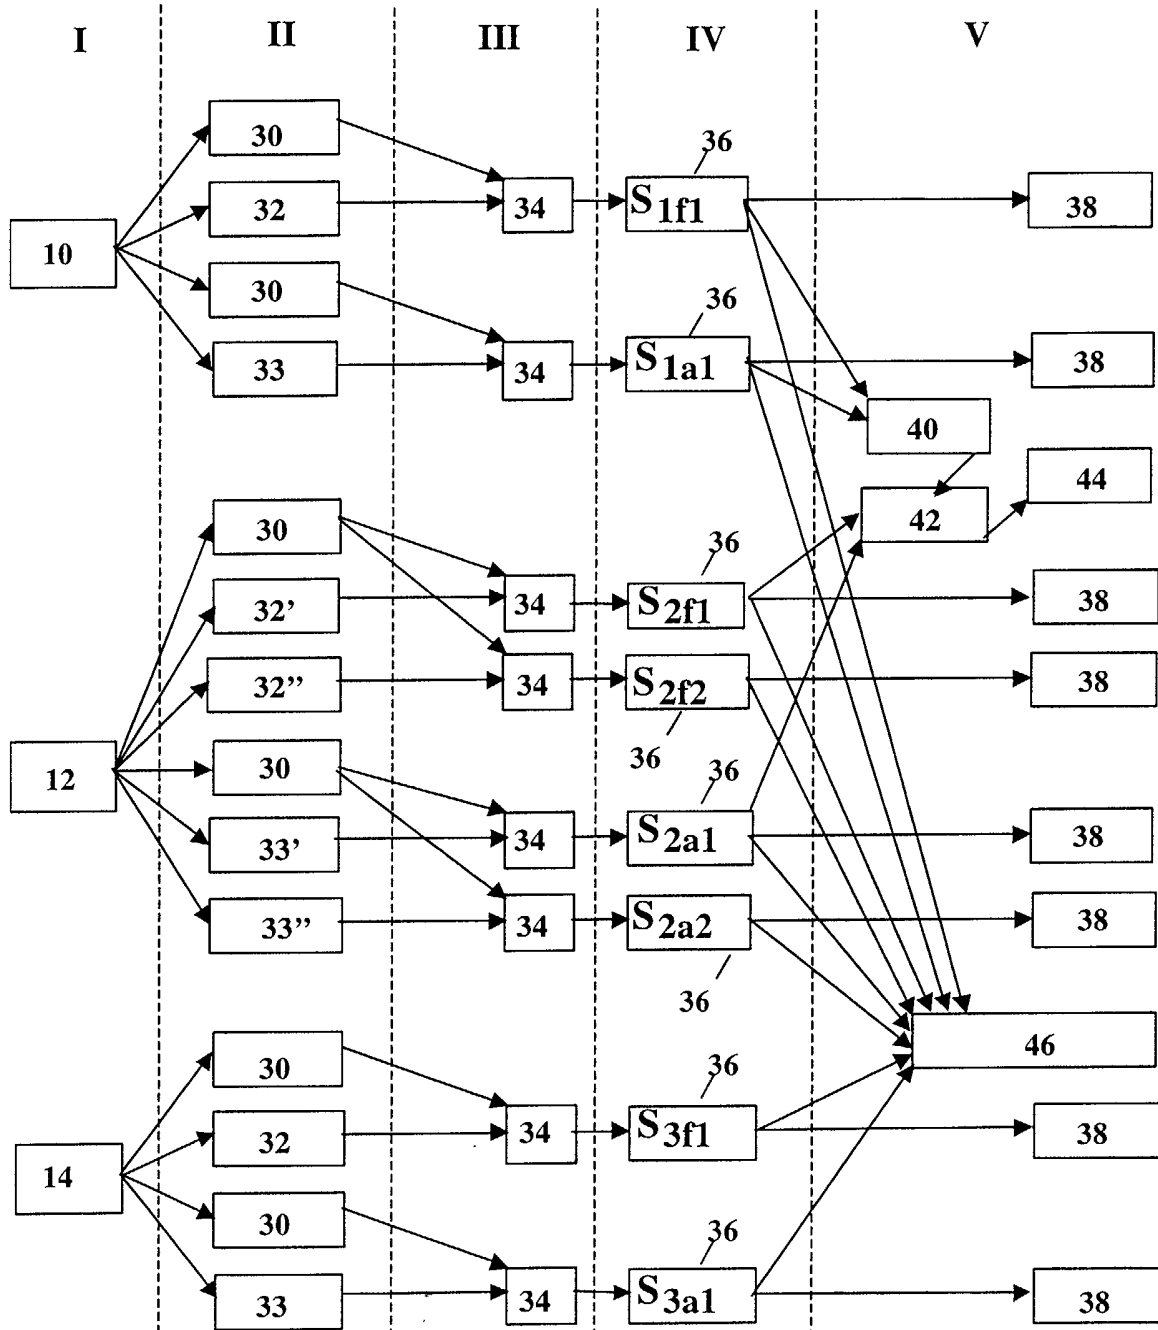 I II III IV V
30
36
32 34 S1f1 38
10
30
36
33 34 S1a1 38
40
44
30 42
36
32’ 34 S2f1 38
32” 34 S2f2 38
36
12 30 36
33’ 34 S2a1 38
33” 34 S2a2 38
36
46
30 36
32 34 S3f1 38
14
30 36
33 34 S3a1 38